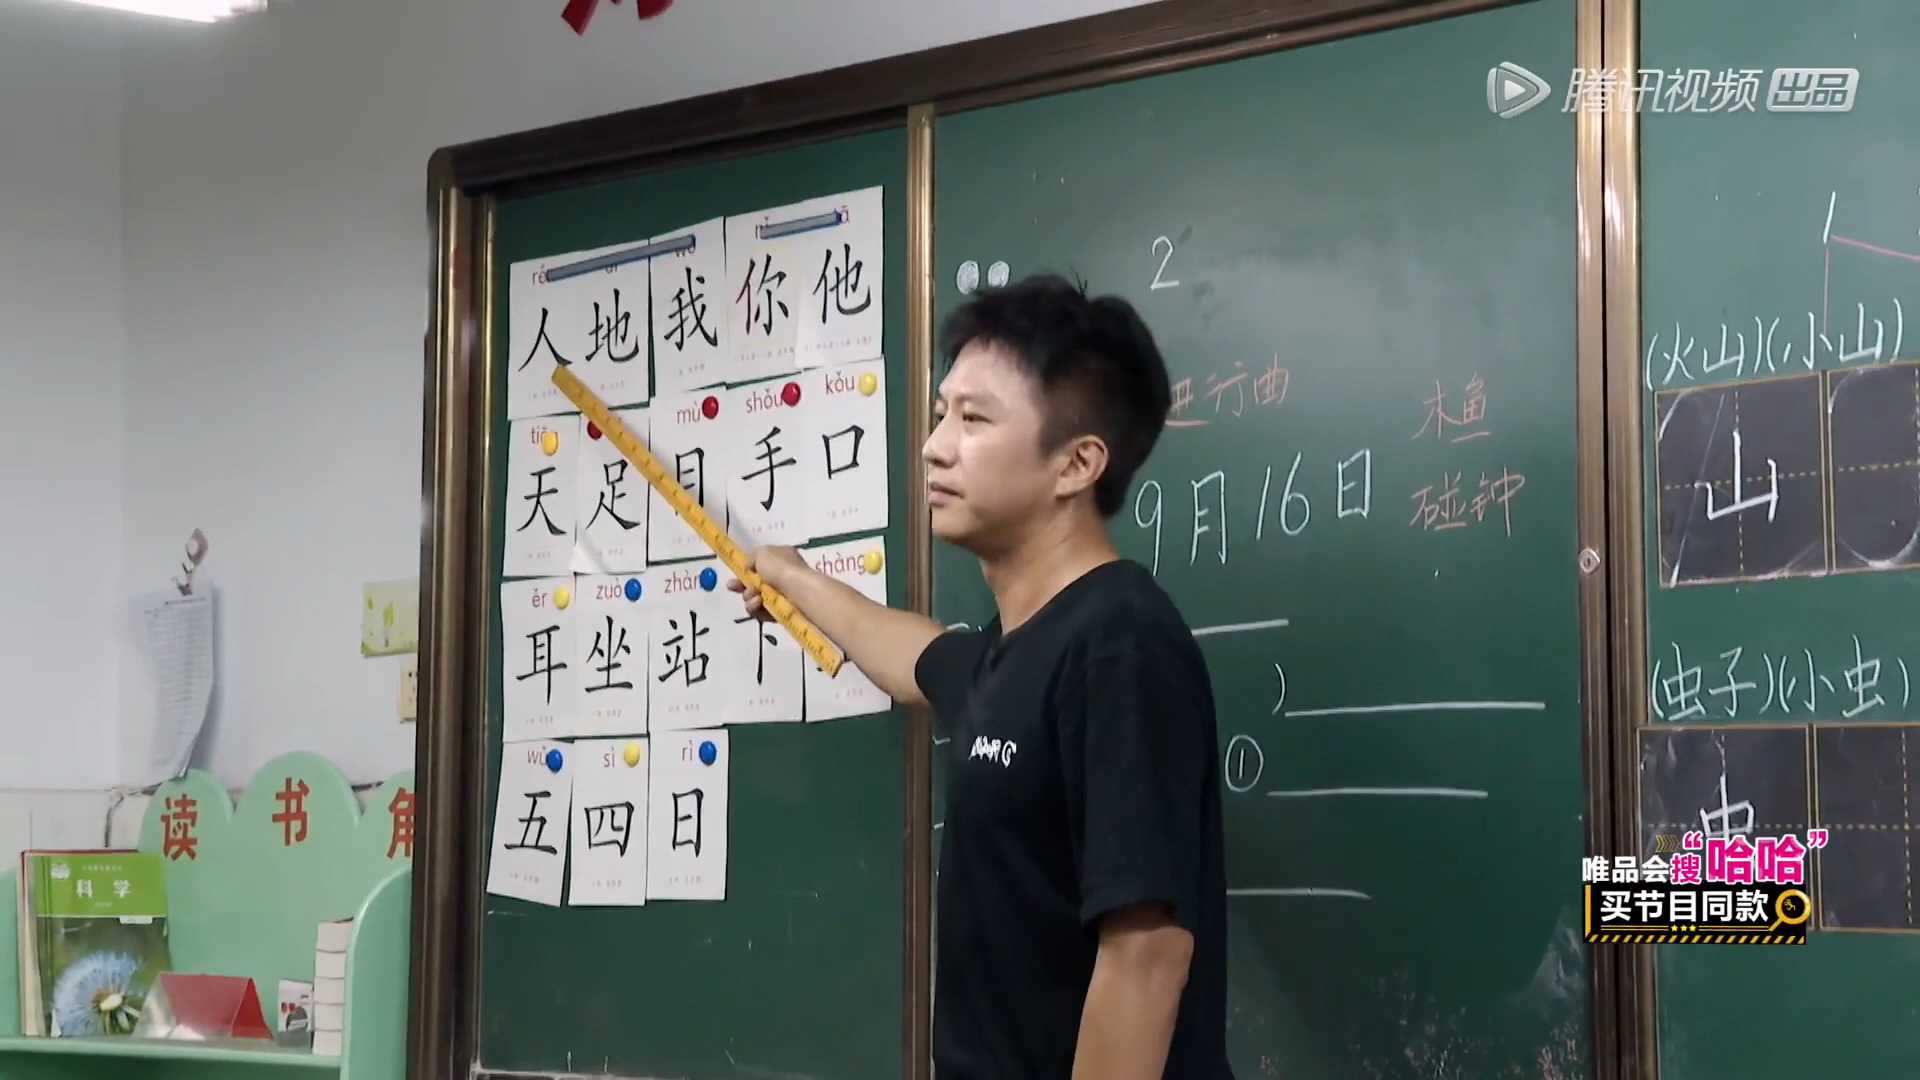 腾讯视频 出品
人 地 我 你 他
mù shǒu kǒu
天 足 目 手 口
ěr zuò zhàn shàng
耳 坐 站 下
wǔ sì rì
五 四 日
2
进行曲
木鱼
9月16日
碰钟
①
1
(火山)(小山)
山
(虫子)(小虫)
虫
读书角
科学
唯品会搜“哈哈”
买节目同款